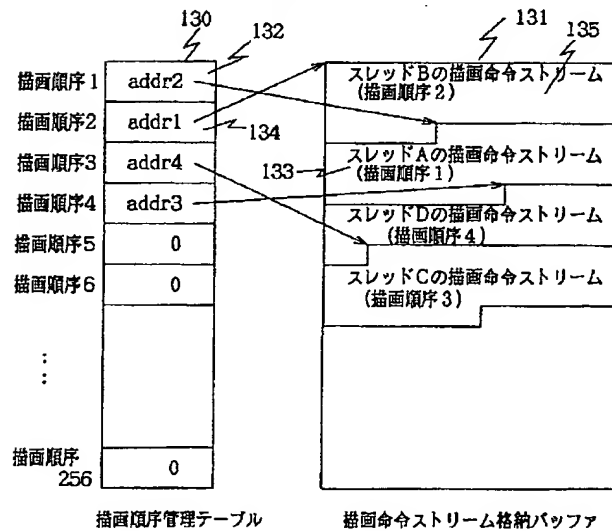 130
132
131
135
描画順序1
addr2
スレッドBの描画命令ストリーム
(描画順序2)
描画順序2
addr1
134
描画順序3
addr4
133
スレッドAの描画命令ストリーム
(描画順序1)
描画順序4
addr3
スレッドDの描画命令ストリーム
(描画順序4)
描画順序5
0
描画順序6
0
スレッドCの描画命令ストリーム
(描画順序3)
⋮
描画順序
256
0
描画順序管理テーブル
描画命令ストリーム格納バッファ